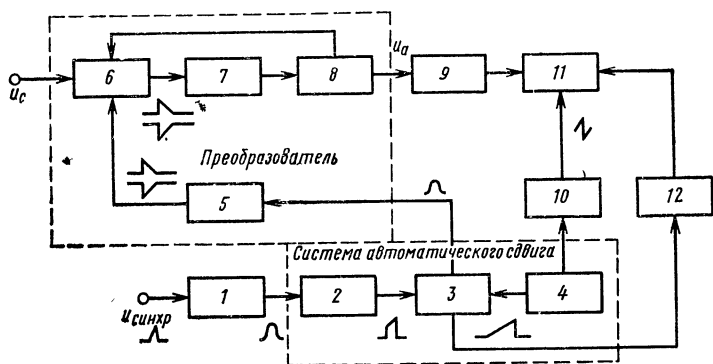 6
7
8
u_a
9
11
u_c
Преобразователь
5
10
12
Система автоматического сдвига
u_синхр
1
2
3
4